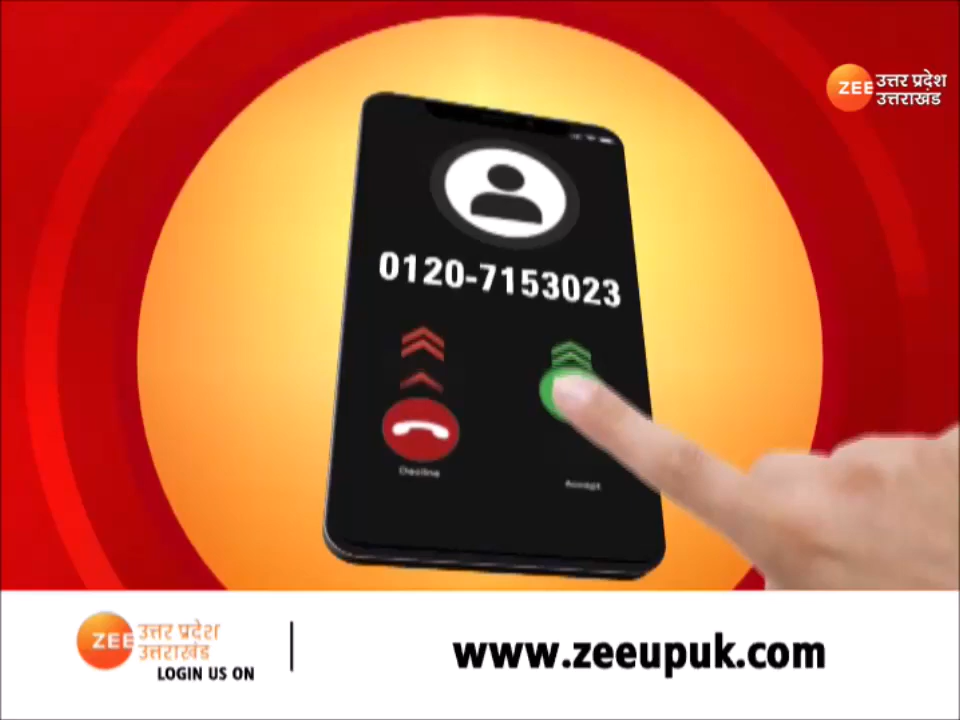 ZEE उत्तर प्रदेश
उत्तराखंड
0120-7153023
Decline
Accept
ZEE उत्तर प्रदेश
उत्तराखंड
LOGIN US ON
www.zeeupuk.com